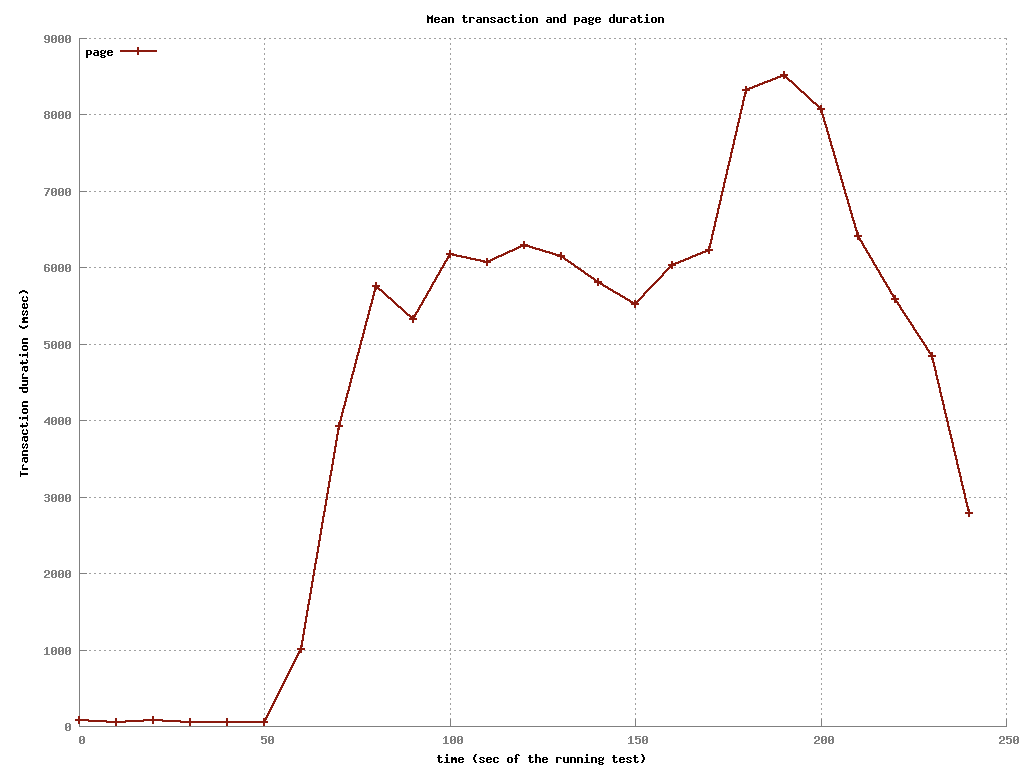 Mean transaction and page duration
9000
page
8000
7000
6000
5000
4000
3000
2000
1000
0
Transaction duration (msec)
0 50 100 150 200 250
time (sec of the running test)